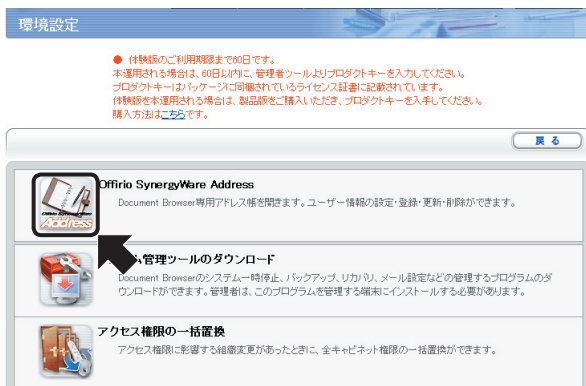 環境設定
● 体験版のご利用期限まで60日です。
本運用される場合は、60日以内に、管理者ツールよりプロダクトキーを入力してください。
プロダクトキーはパッケージに同梱されているライセンス証書に記載されています。
体験版を本運用される場合は、製品版をご購入いただき、プロダクトキーを入手してください。
購入方法はこちらです。
戻る
Offirio SynergyWare Address
Document Browser専用アドレス帳を開きます。ユーザー情報の設定・登録・更新・削除ができます。
Offirio SynergyWare
Address
管理ツールのダウンロード
Document Browserのシステム一時停止、バックアップ、リカバリ、メール設定などの管理するプログラムのダ
ウンロードができます。管理者は、このプログラムを管理する端末にインストールする必要があります。
アクセス権限の一括置換
アクセス権限に影響する組織変更があったときに、全キャビネット権限の一括置換ができます。